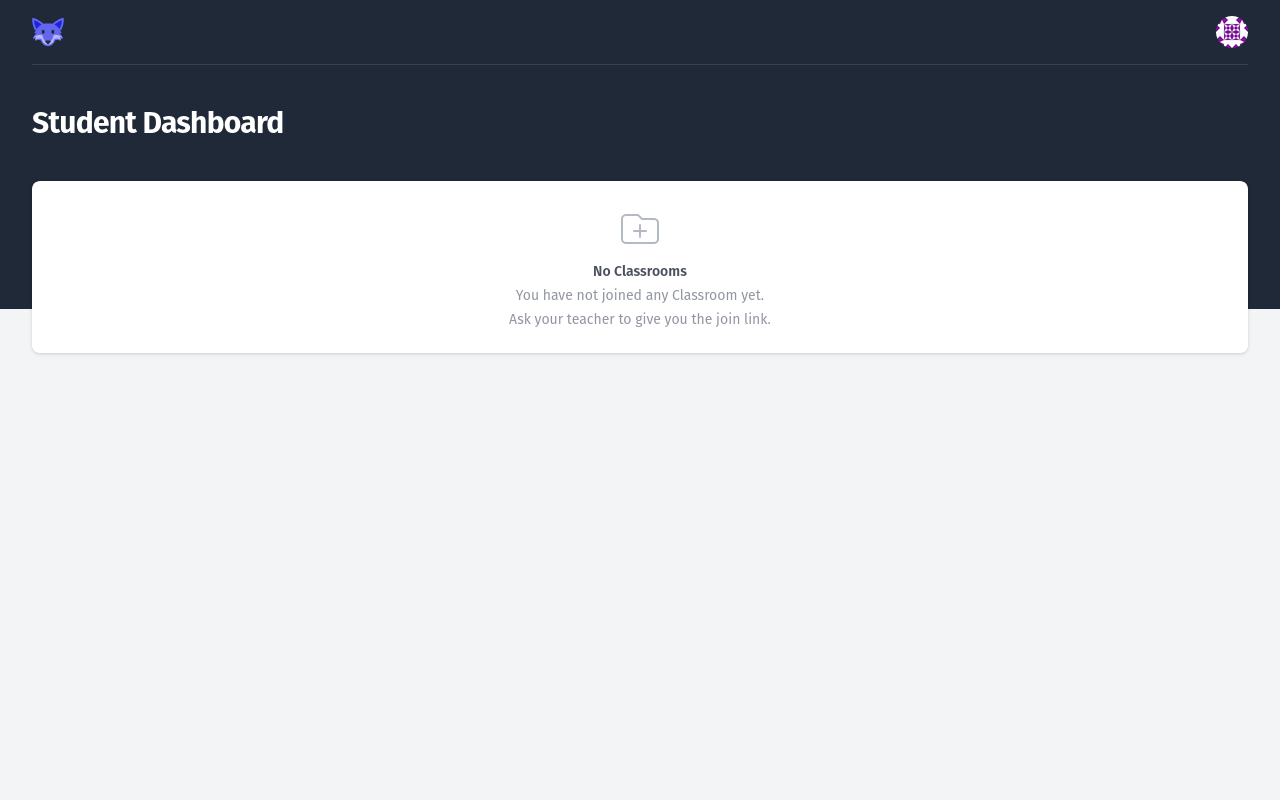 Student Dashboard
No Classrooms
You have not joined any Classroom yet.
Ask your teacher to give you the join link.